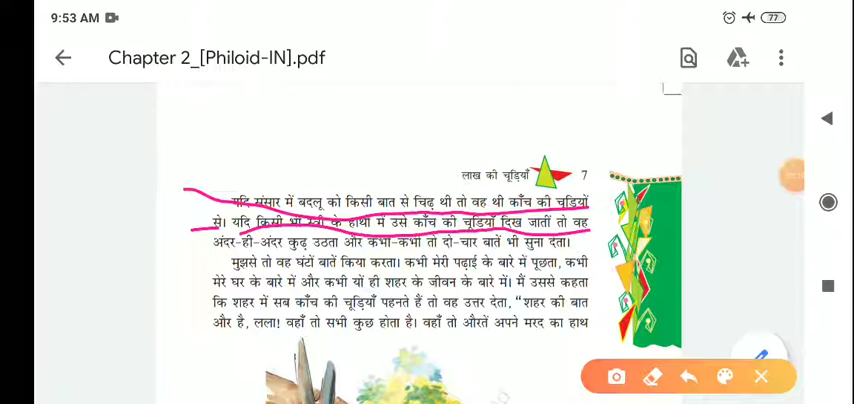 9:53 AM
77
Chapter 2_[Philoid-IN].pdf
लाख की चूड़ियाँ 7
यदि संसार में बदलू को किसी बात से चिढ़ थी तो वह थी काँच की चूड़ियों
से। यदि किसी भी स्त्री के हाथों में उसे काँच की चूड़ियाँ दिख जातीं तो वह
अंदर-ही-अंदर कुढ़ उठता और कभी-कभी तो दो-चार बातें भी सुना देता।
मुझसे तो वह घंटों बातें किया करता। कभी मेरी पढ़ाई के बारे में पूछता, कभी
मेरे घर के बारे में और कभी यों ही शहर के जीवन के बारे में। मैं उससे कहता
कि शहर में सब काँच की चूड़ियाँ पहनते हैं तो वह उत्तर देता, “शहर की बात
और है, लला! वहाँ तो सभी कुछ होता है। वहाँ तो औरतें अपने मरद का हाथ